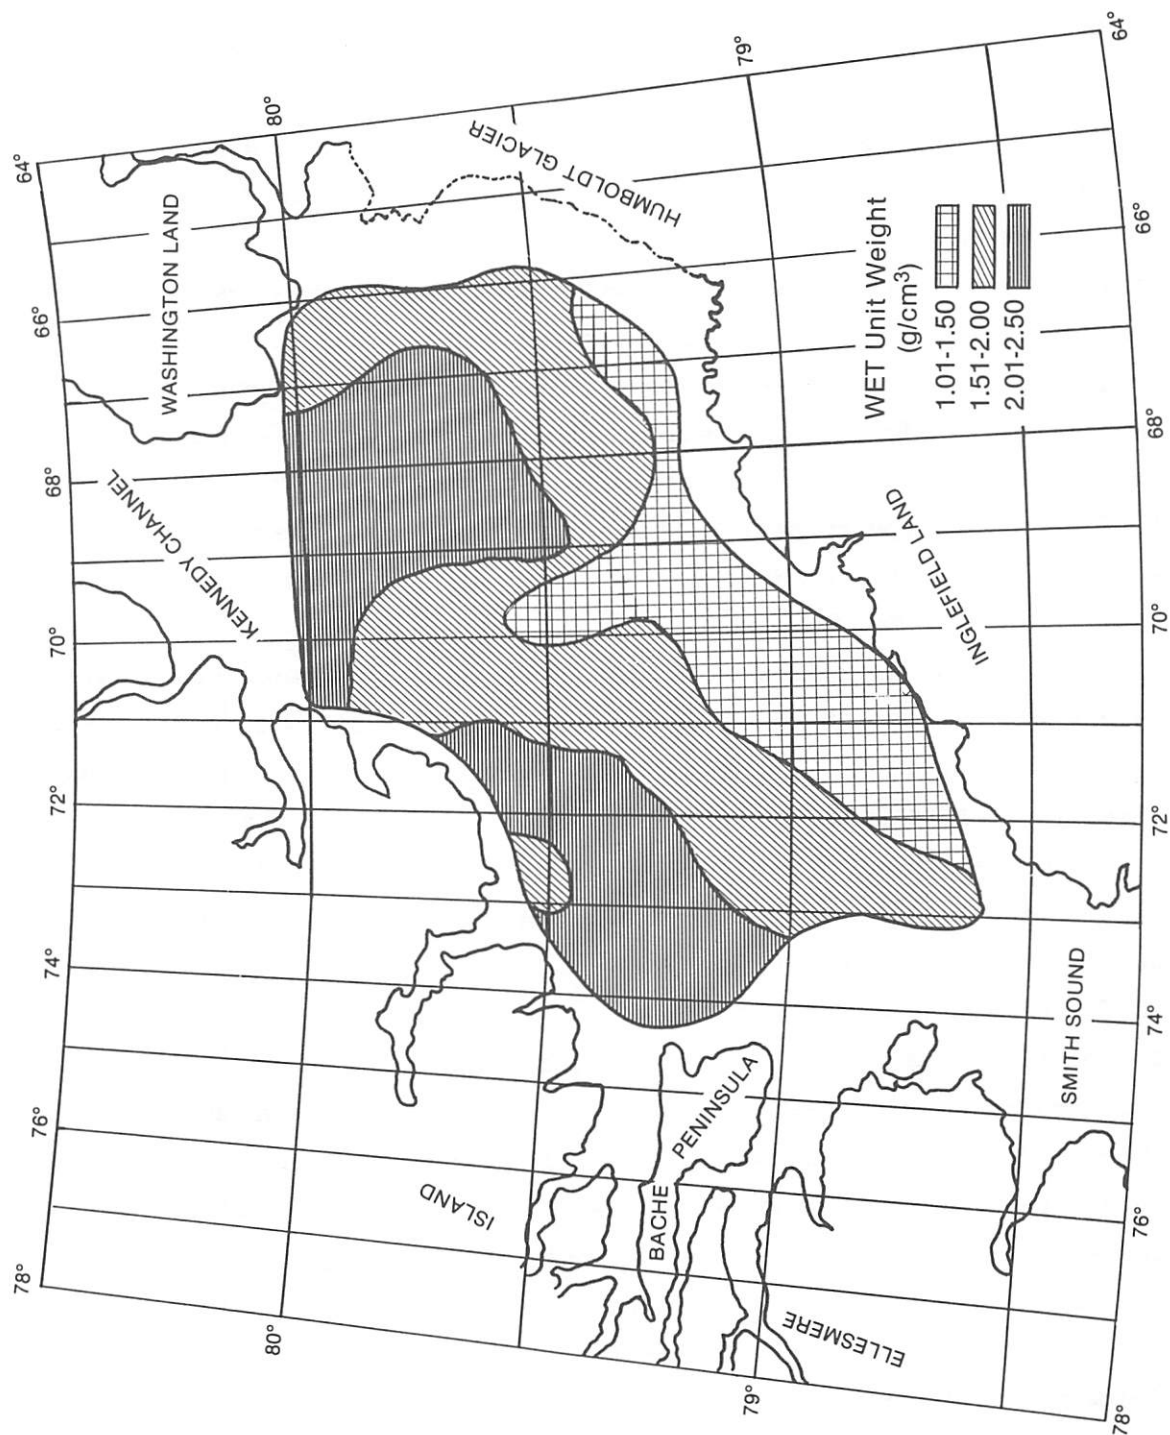 78°
76°
74°
72°
70°
68°
66°
64°
80°
80°
79°
79°
WASHINGTON LAND
KENNEDY CHANNEL
HUMBOLDT GLACIER
INGLEFIELD LAND
SMITH SOUND
BACHE PENINSULA
ELLESMERE ISLAND
WET Unit Weight
(g/cm³)
1.01-1.50
1.51-2.00
2.01-2.50
78°
76°
74°
72°
70°
68°
66°
64°